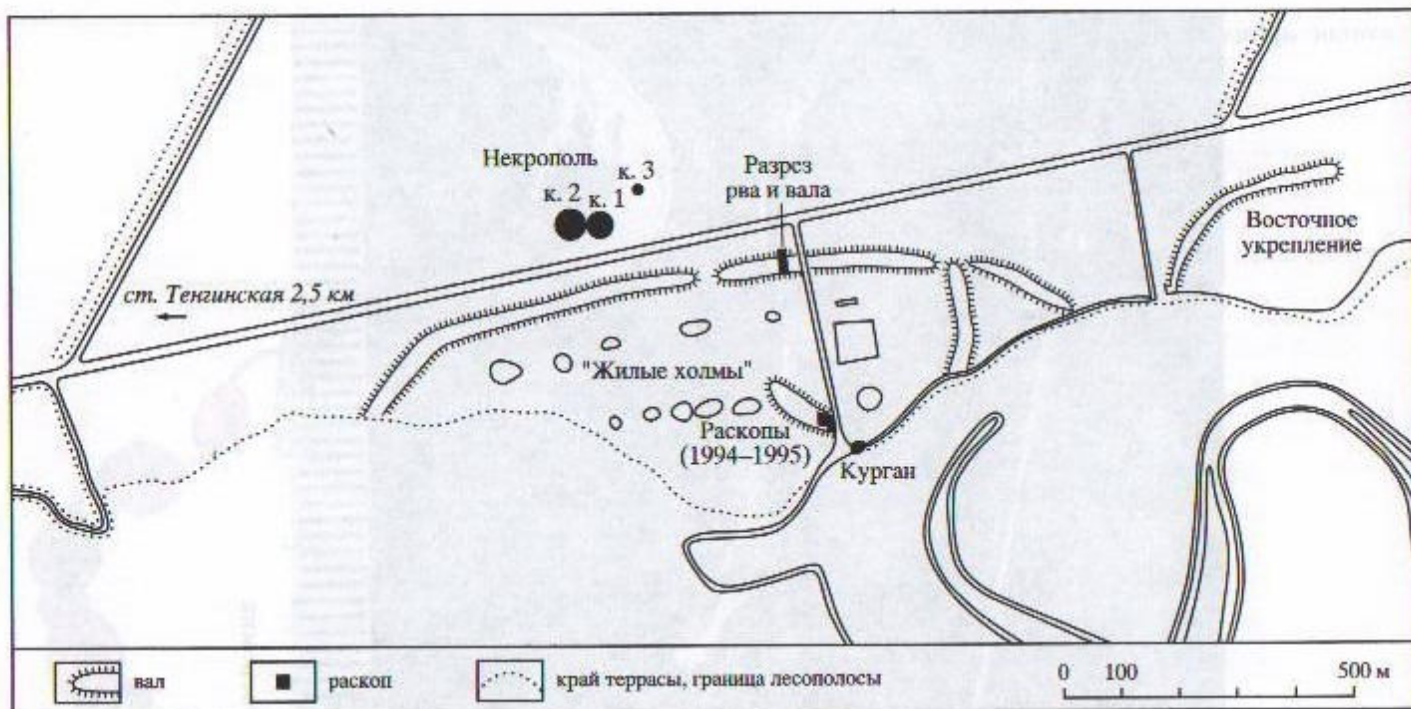 Некрополь
к. 3
к. 2 к. 1
Разрез
рва и вала
Восточное
укрепление
ст. Тенгинская 2,5 км
"Жилые холмы"
Раскопы
(1994–1995)
Курган
вал
раскоп
край террасы, граница лесополосы
0 100 500 м